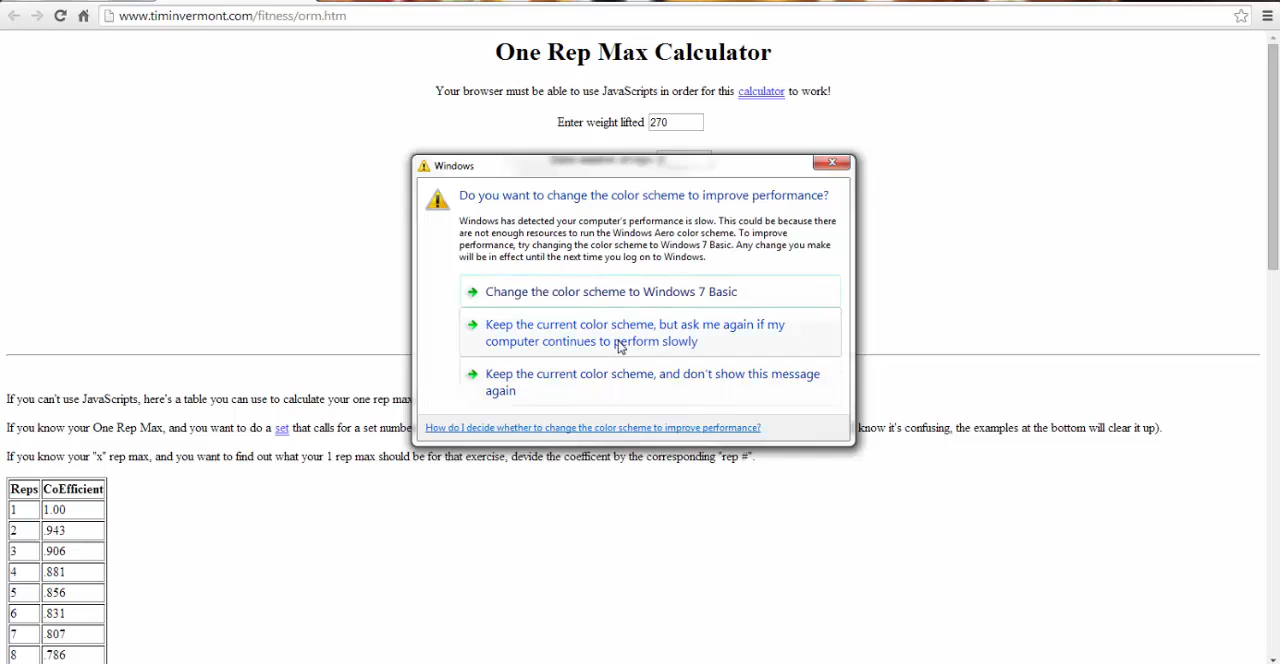 www.timinvermont.com/fitness/orm.htm
One Rep Max Calculator
Your browser must be able to use JavaScripts in order for this calculator to work!
Enter weight lifted 270
Windows
Do you want to change the color scheme to improve performance?
Windows has detected your computer's performance is slow. This could be because there
are not enough resources to run the Windows Aero color scheme. To improve
performance, try changing the color scheme to Windows 7 Basic. Any change you make
will be in effect until the next time you log on to Windows.
Change the color scheme to Windows 7 Basic
Keep the current color scheme, but ask me again if my
computer continues to perform slowly
Keep the current color scheme, and don't show this message
again
How do I decide whether to change the color scheme to improve performance?
If you can't use JavaScripts, here's a table you can use to calculate your one rep max
If you know your One Rep Max, and you want to do a set that calls for a set number know it's confusing, the examples at the bottom will clear it up).
If you know your "x" rep max, and you want to find out what your 1 rep max should be for that exercise, devide the coefficent by the corresponding "rep #".
Reps CoEfficient
1 1.00
2 .943
3 .906
4 .881
5 .856
6 .831
7 .807
8 .786